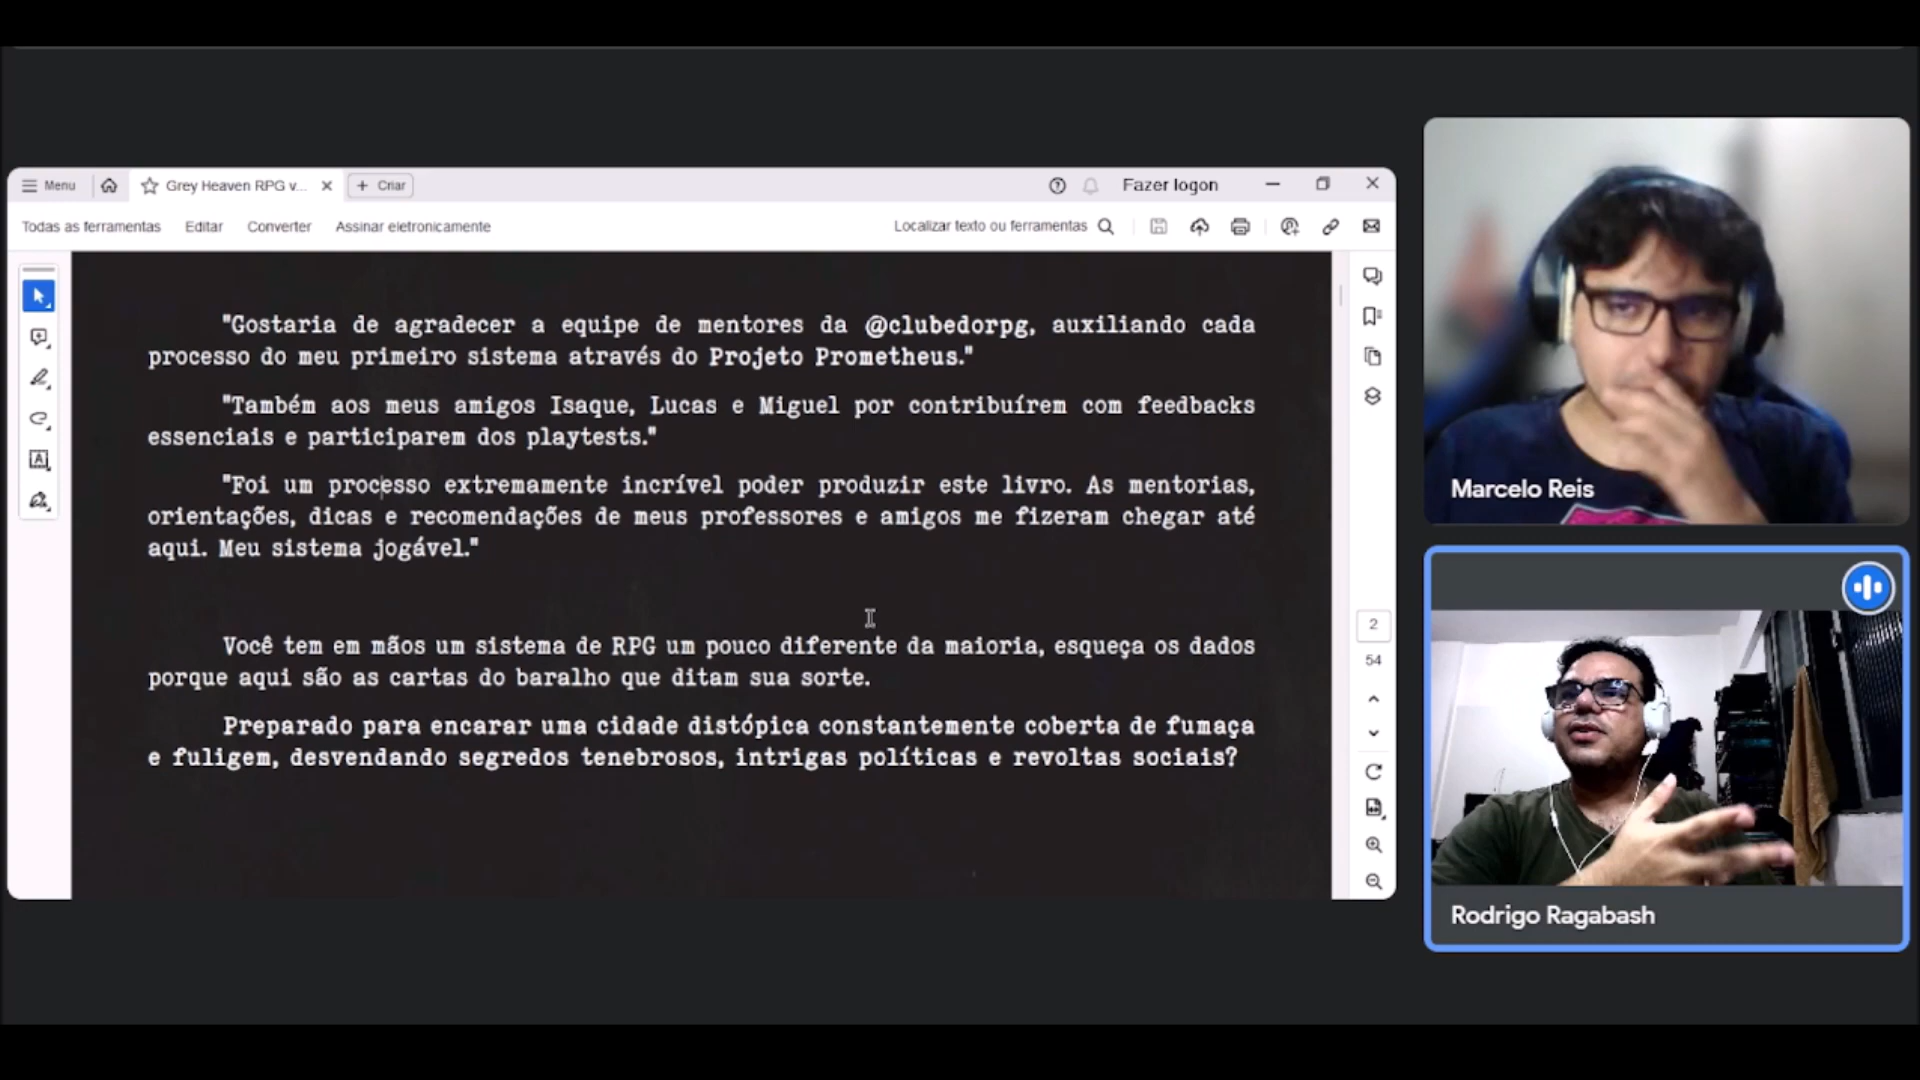 Menu
Grey Heaven RPG v...
Criar
Fazer logon
Todas as ferramentas
Editar
Converter
Assinar eletronicamente
Localizar texto ou ferramentas
"Gostaria de agradecer a equipe de mentores da @clubedorpg, auxiliando cada
processo do meu primeiro sistema através do Projeto Prometheus."
"Também aos meus amigos Isaque, Lucas e Miguel por contribuírem com feedbacks
essenciais e participarem dos playtests."
"Foi um processo extremamente incrível poder produzir este livro. As mentorias,
orientações, dicas e recomendações de meus professores e amigos me fizeram chegar até
aqui. Meu sistema jogável."
Você tem em mãos um sistema de RPG um pouco diferente da maioria, esqueça os dados
porque aqui são as cartas do baralho que ditam sua sorte.
Preparado para encarar uma cidade distópica constantemente coberta de fumaça
e fuligem, desvendando segredos tenebrosos, intrigas políticas e revoltas sociais?
2
54
Marcelo Reis
Rodrigo Ragabash